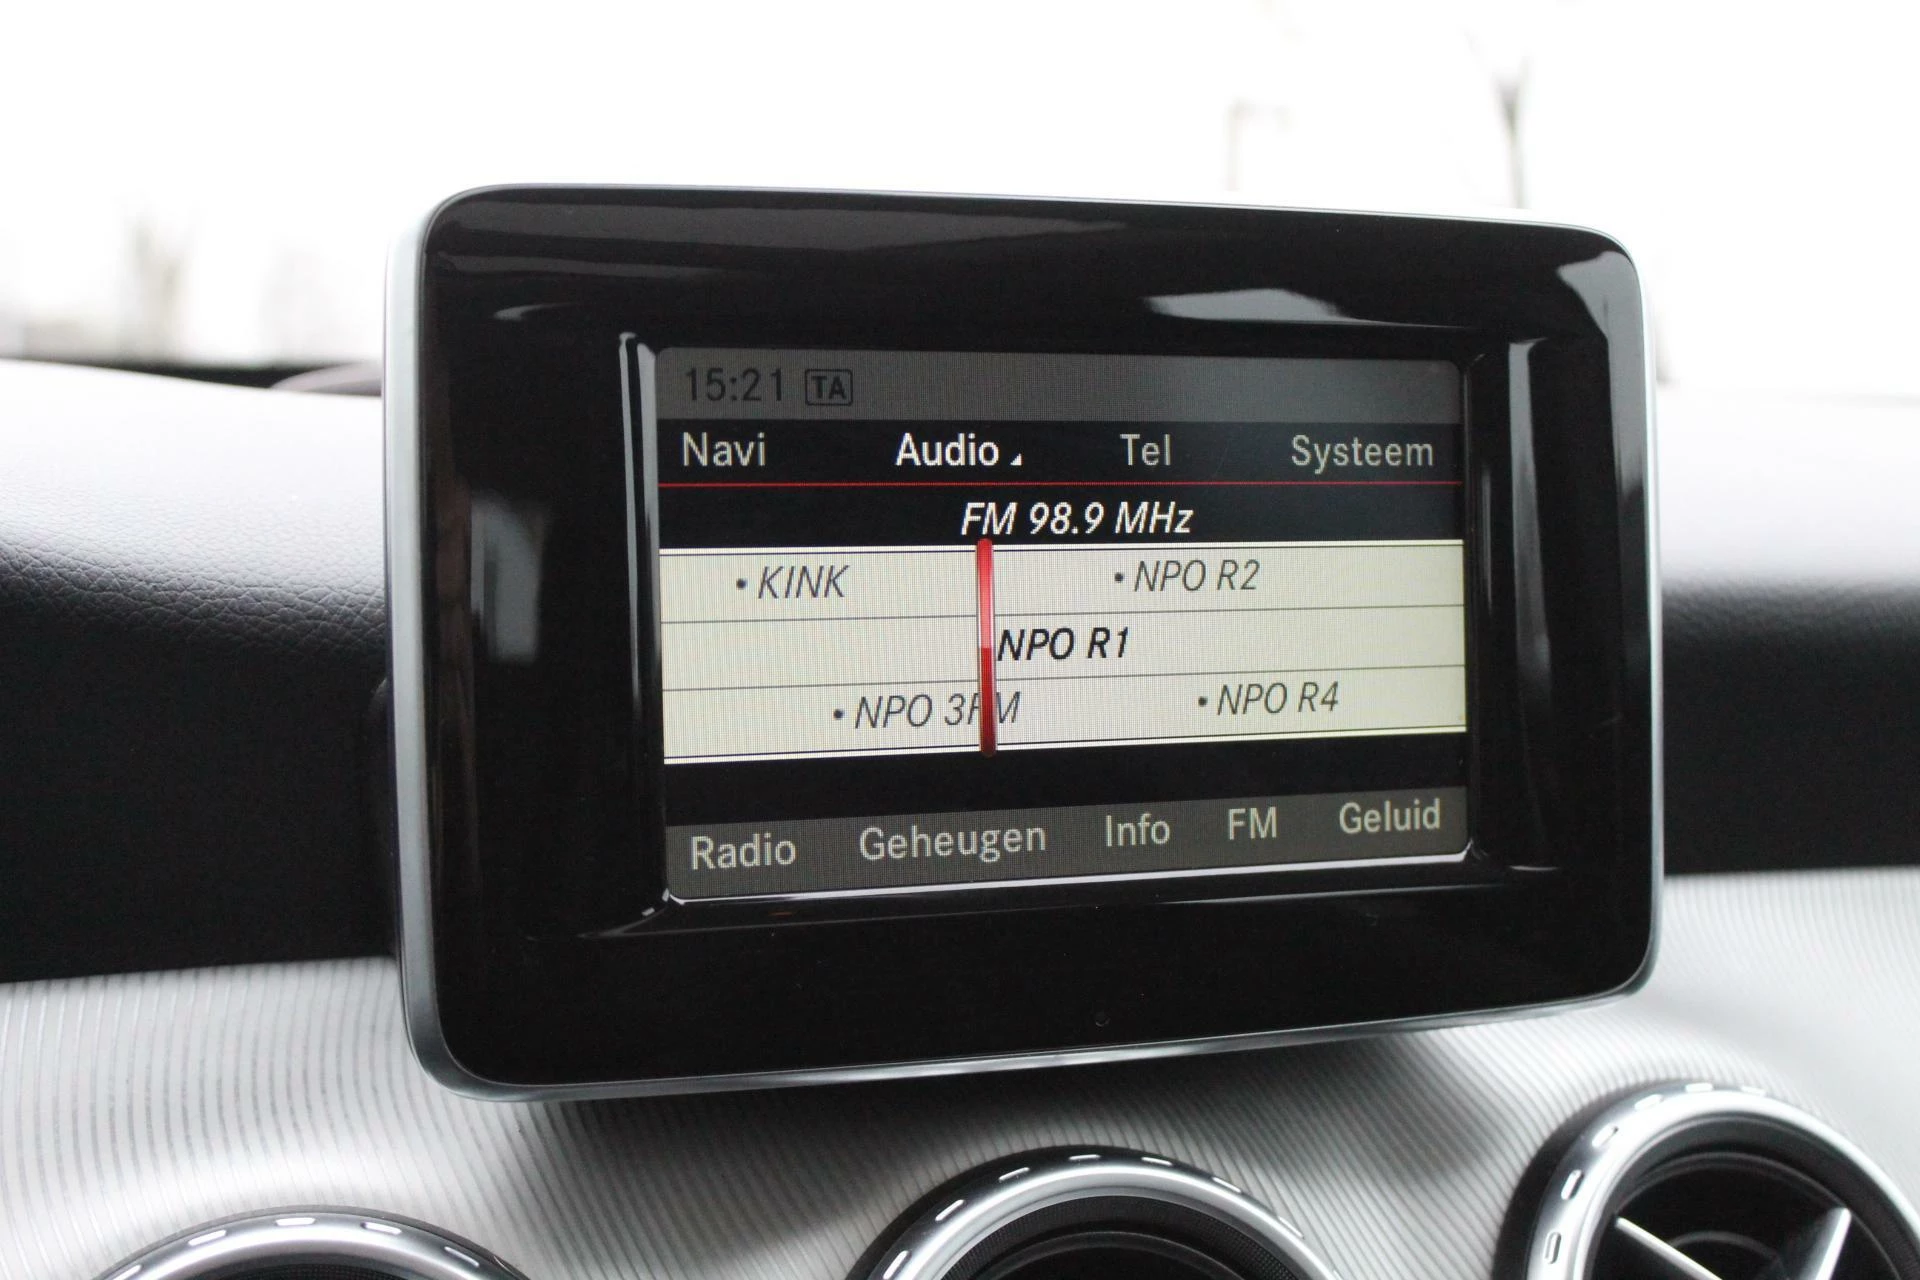 15:21 TA
Navi Audio Tel Systeem
FM 98.9 MHz
• KINK • NPO R2
NPO R1
• NPO 3FM • NPO R4
Radio Geheugen Info FM Geluid